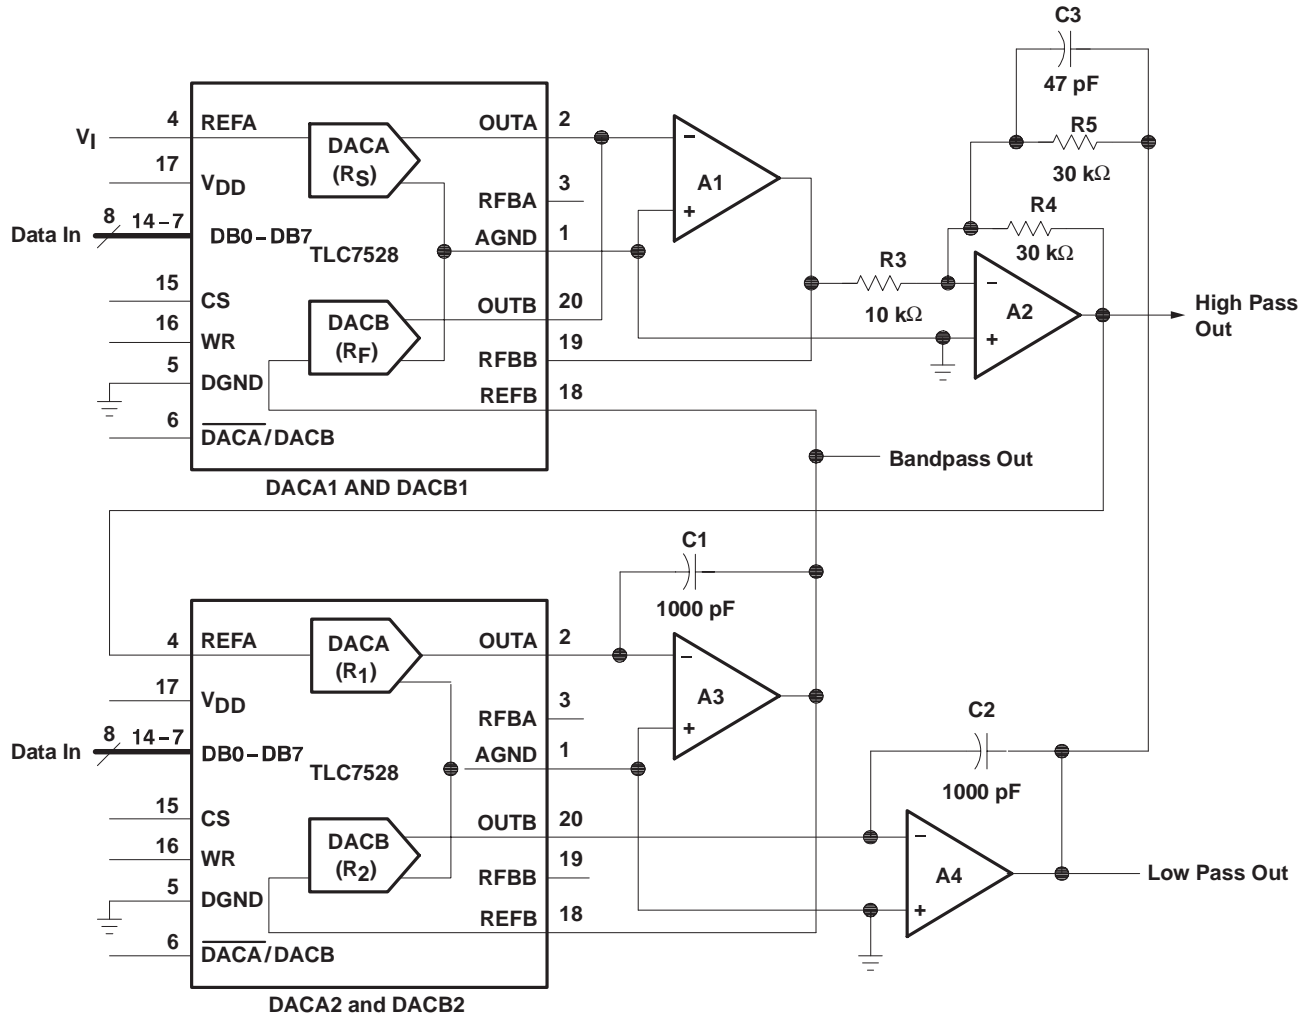 C3
47 pF
R5
30 kΩ
R4
30 kΩ
4 REFA
VI
17
VDD
8 14–7
Data In
DB0–DB7
TLC7528
15
CS
16
WR
5
DGND
6
DACA/DACB
DACA
(RS)
DACB
(RF)
OUTA 2
3
RFBA
1
AGND
OUTB 20
19
RFBB
REFB 18
DACA1 AND DACB1
–
+
A1
R3
10 kΩ
–
+
A2
High Pass
Out
Bandpass Out
C1
1000 pF
4 REFA
17
VDD
8 14–7
Data In
DB0–DB7
TLC7528
15
CS
16
WR
5
DGND
6
DACA/DACB
DACA
(R1)
DACB
(R2)
OUTA 2
3
RFBA
1
AGND
OUTB 20
19
RFBB
REFB 18
DACA2 and DACB2
–
+
A3
C2
1000 pF
–
+
A4
Low Pass Out